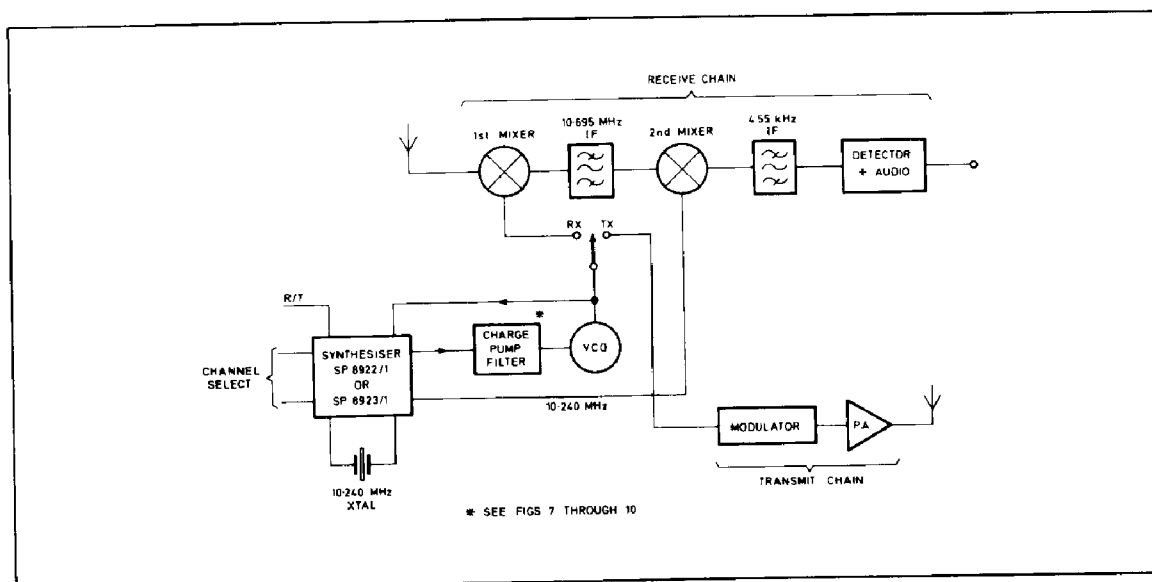 RECEIVE CHAIN
1ST MIXER
10·695 MHz
IF
2ND MIXER
4 55 kHz
IF
DETECTOR
+ AUDIO
RX
TX
R/T
CHANNEL
SELECT
SYNTHESISER
SP 8922/1
OR
SP 8923/1
*
CHARGE
PUMP
FILTER
VCO
10·240 MHz
MODULATOR
PA
TRANSMIT CHAIN
10·240 MHz
XTAL
* SEE FIGS 7 THROUGH 10